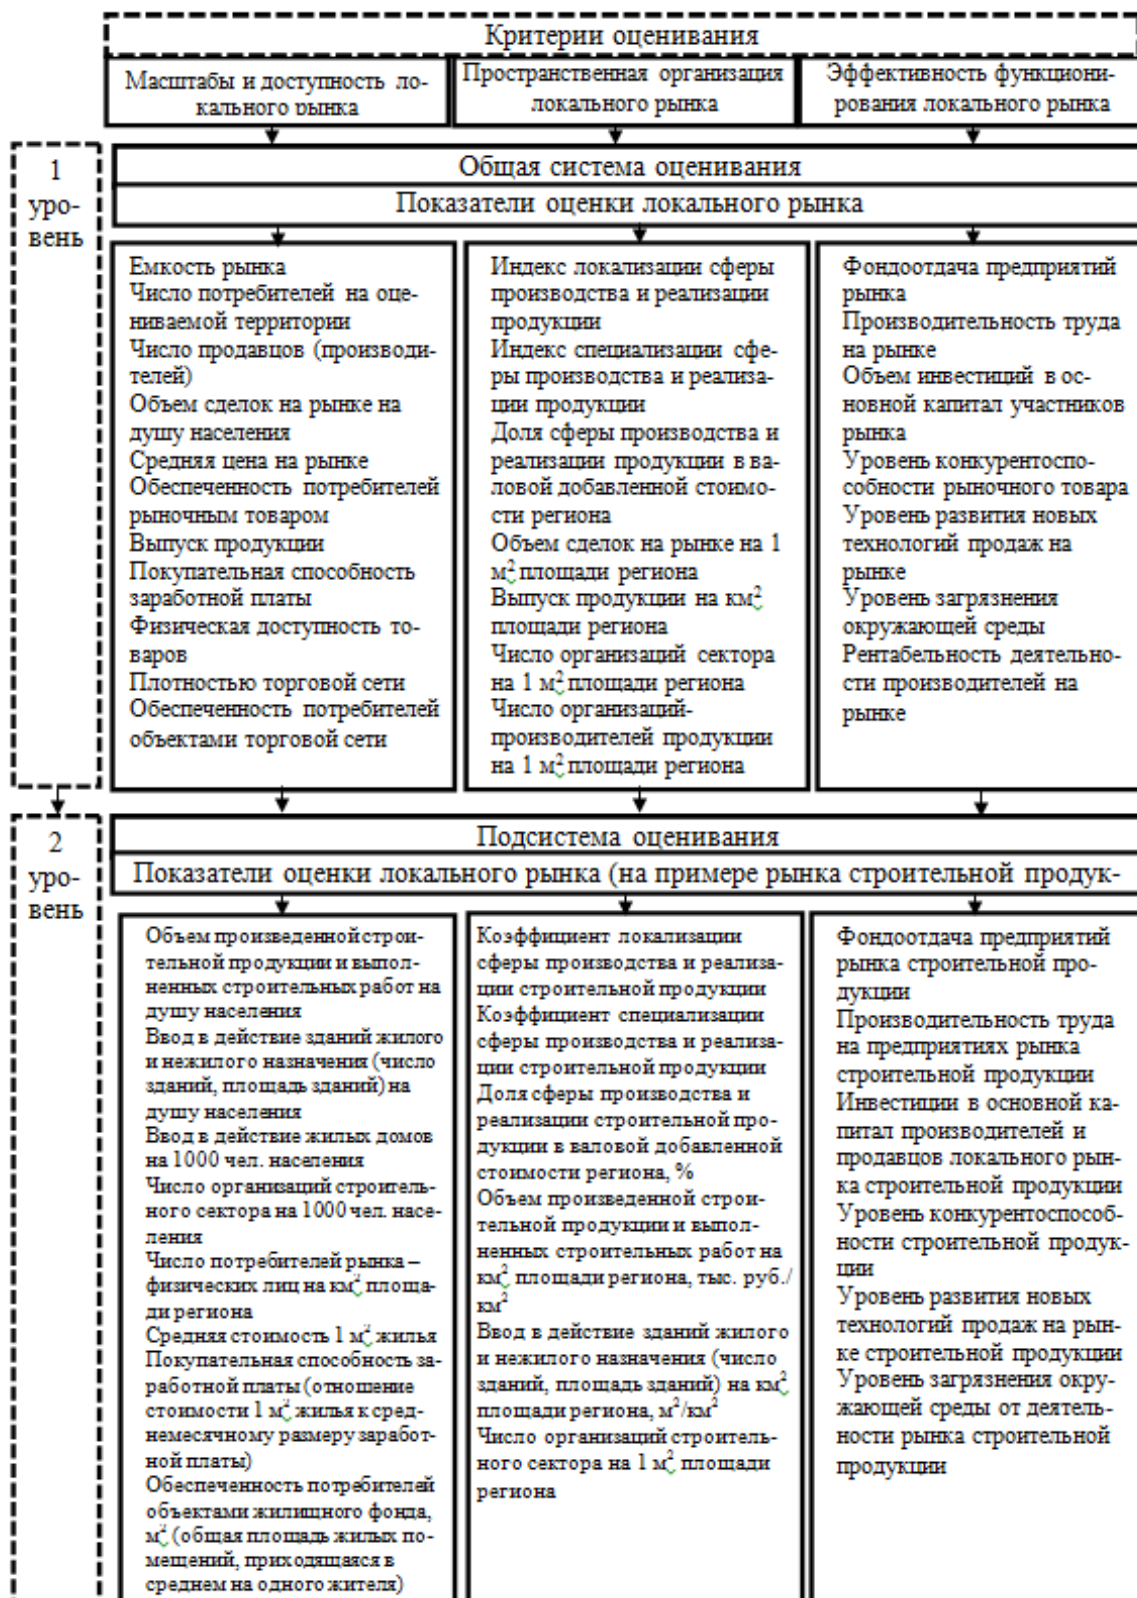 Критерии оценивания
Масштабы и доступность ло-
кального рынка
Пространственная организация
локального рынка
Эффективность функциони-
рования локального рынка
1
уро-
вень
Общая система оценивания
Показатели оценки локального рынка
Емкость рынка
Число потребителей на оце-
ниваемой территории
Число продавцов (производи-
телей)
Объем сделок на рынке на
душу населения
Средняя цена на рынке
Обеспеченность потребителей
рыночным товаром
Выпуск продукции
Покупательная способность
заработной платы
Физическая доступность то-
варов
Плотностью торговой сети
Обеспеченность потребителей
объектами торговой сети
Индекс локализации сферы
производства и реализации
продукции
Индекс специализации сфе-
ры производства и реализа-
ции продукции
Доля сферы производства и
реализации продукции в ва-
ловой добавленной стоимо-
сти региона
Объем сделок на рынке на 1
м² площади региона
Выпуск продукции на км²
площади региона
Число организаций сектора
на 1 м² площади региона
Число организаций-
производителей продукции
на 1 м² площади региона
Фондоотдача предприятий
рынка
Производительность труда
на рынке
Объем инвестиций в ос-
новной капитал участников
рынка
Уровень конкурентоспо-
собности рыночного товара
Уровень развития новых
технологий продаж на
рынке
Уровень загрязнения
окружающей среды
Рентабельность деятельно-
сти производителей на
рынке
2
уро-
вень
Подсистема оценивания
Показатели оценки локального рынка (на примере рынка строительной продук-
Объем произведенной строи-
тельной продукции и выпол-
ненных строительных работ на
душу населения
Ввод в действие зданий жилого
и нежилого назначения (число
зданий, площадь зданий) на
душу населения
Ввод в действие жилых домов
на 1000 чел. населения
Число организаций строитель-
ного сектора на 1000 чел. насе-
ления
Число потребителей рынка –
физических лиц на км² площа-
ди региона
Средняя стоимость 1 м² жилья
Покупательная способность за-
работной платы (отношение
стоимости 1 м² жилья к сред-
немесячному размеру заработ-
ной платы)
Обеспеченность потребителей
объектами жилищного фонда,
м² (общая площадь жилых по-
мещений, приходящаяся в
среднем на одного жителя)
Коэффициент локализации
сферы производства и реализа-
ции строительной продукции
Коэффициент специализации
сферы производства и реализа-
ции строительной продукции
Доля сферы производства и
реализации строительной про-
дукции в валовой добавленной
стоимости региона, %
Объем произведенной строи-
тельной продукции и выпол-
ненных строительных работ на
км² площади региона, тыс. руб./
км²
Ввод в действие зданий жилого
и нежилого назначения (число
зданий, площадь зданий) на км²
площади региона, м²/км²
Число организаций строитель-
ного сектора на 1 м² площади
региона
Фондоотдача предприятий
рынка строительной про-
дукции
Производительность труда
на предприятиях рынка
строительной продукции
Инвестиции в основной ка-
питал производителей и
продавцов локального рын-
ка строительной продукции
Уровень конкурентоспособ-
ности строительной продук-
ции
Уровень развития новых
технологий продаж на рын-
ке строительной продукции
Уровень загрязнения окру-
жающей среды от деятель-
ности рынка строительной
продукции